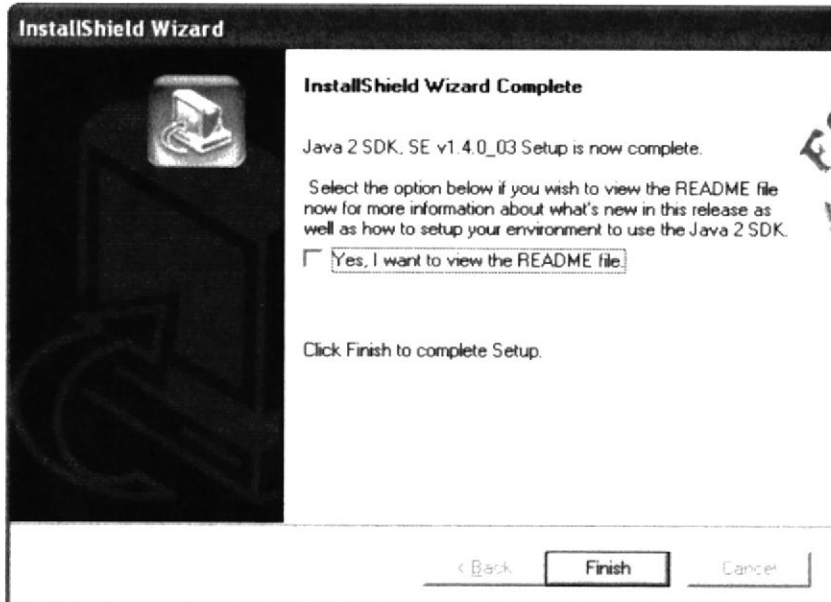 InstallShield Wizard
InstallShield Wizard Complete
Java 2 SDK, SE v1.4.0_03 Setup is now complete.
Select the option below if you wish to view the README file
now for more information about what's new in this release as
well as how to setup your environment to use the Java 2 SDK.
Yes, I want to view the README file.
Click Finish to complete Setup.
< Back
Finish
Cancel